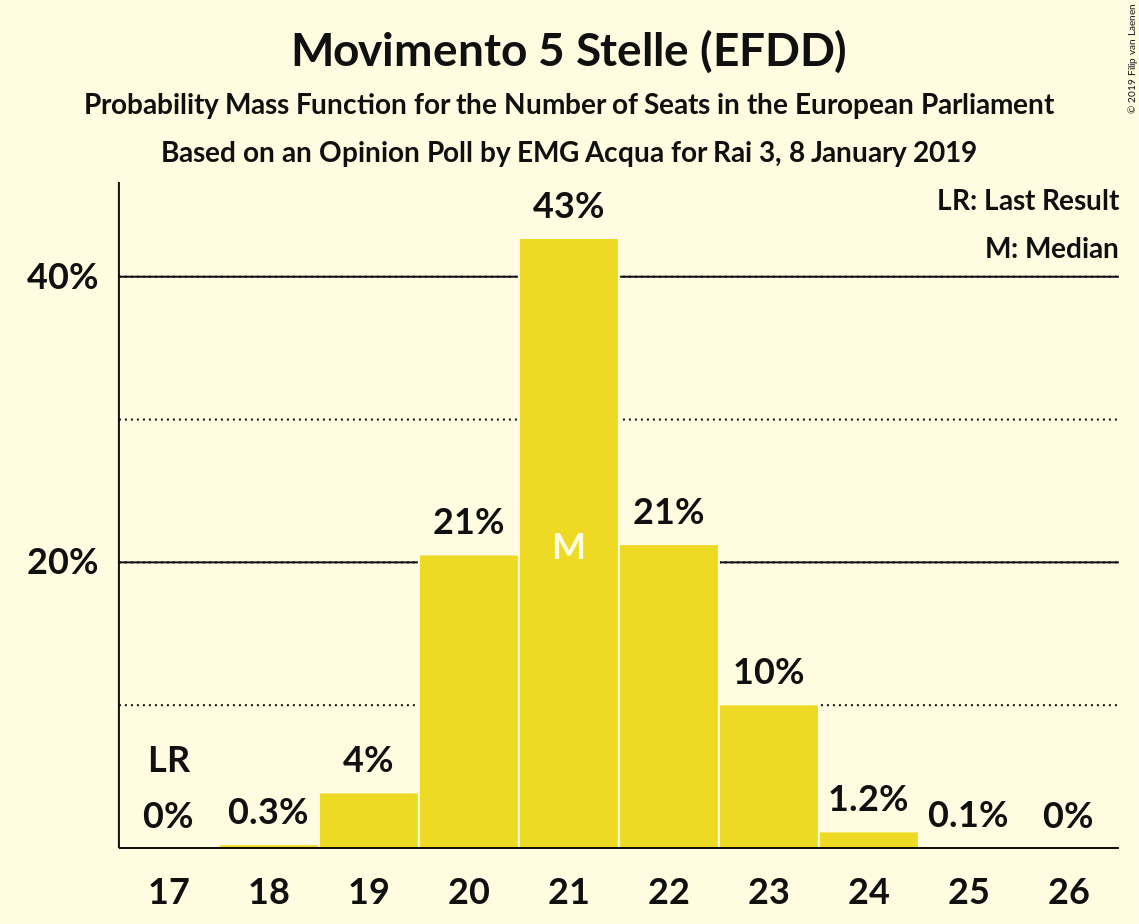 Movimento 5 Stelle (EFDD)
Probability Mass Function for the Number of Seats in the European Parliament
Based on an Opinion Poll by EMG Acqua for Rai 3, 8 January 2019
© 2019 Filip van Laenen
LR: Last Result
M: Median
43%
40%
21%
21%
M
20%
10%
LR
4%
0%
0.3%
1.2%
0.1%
0%
17 18 19 20 21 22 23 24 25 26